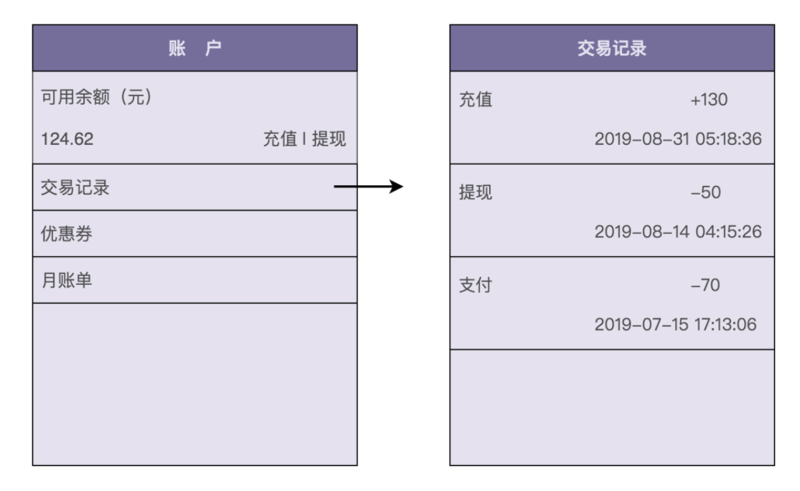 账 户
可用余额（元）
124.62 充值 | 提现
交易记录
优惠券
月账单
交易记录
充值 +130
2019-08-31 05:18:36
提现 -50
2019-08-14 04:15:26
支付 -70
2019-07-15 17:13:06